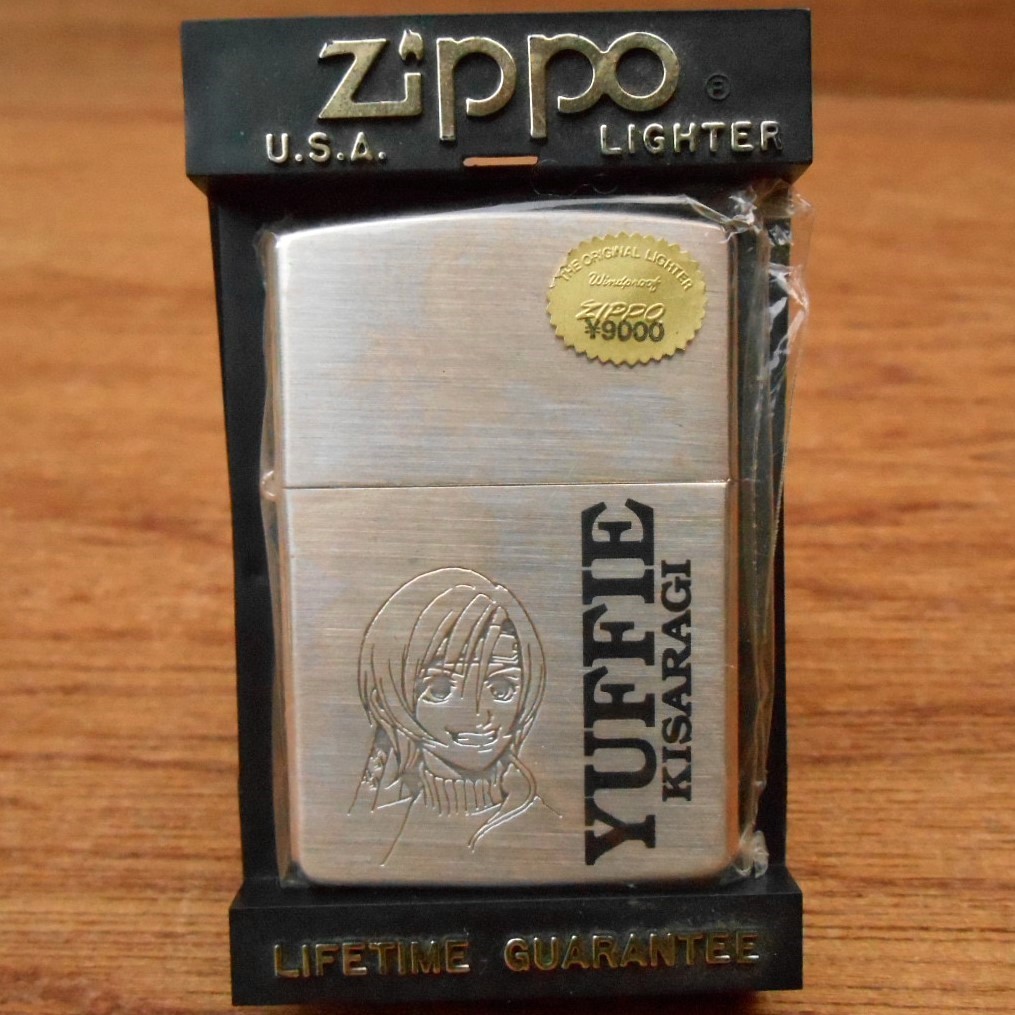 Zippo ®
U.S.A. LIGHTER
THE ORIGINAL LIGHTER
Windproof
ZIPPO
¥9000
YUFFIE
KISARAGI
LIFETIME GUARANTEE